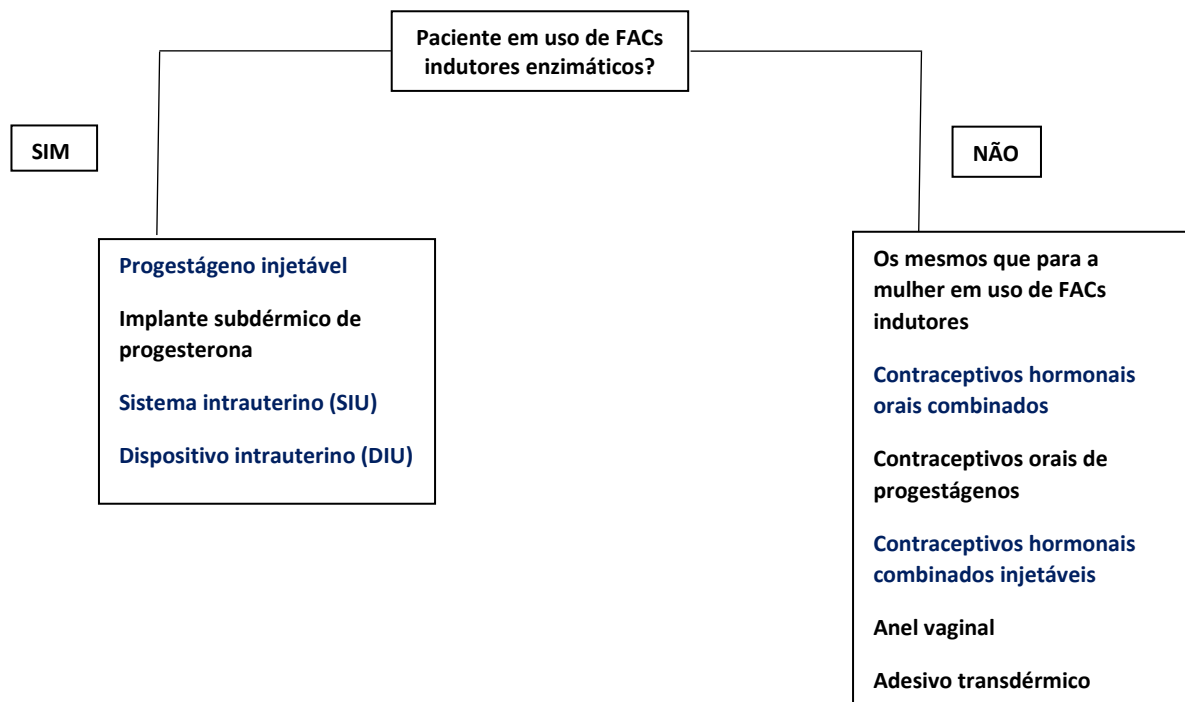 Paciente em uso de FACs
indutores enzimáticos?
SIM
NÃO
Progestágeno injetável
Implante subdérmico de
progesterona
Sistema intrauterino (SIU)
Dispositivo intrauterino (DIU)
Os mesmos que para a
mulher em uso de FACs
indutores
Contraceptivos hormonais
orais combinados
Contraceptivos orais de
progestágenos
Contraceptivos hormonais
combinados injetáveis
Anel vaginal
Adesivo transdérmico